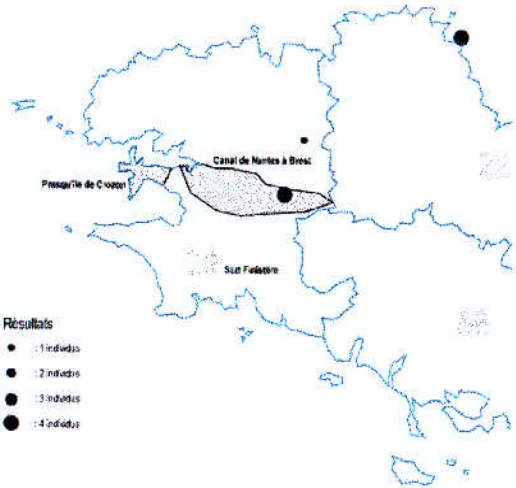 Canal de Nantes à Brest
Presqu'île de Crozon
Sud Finistère
Résultats
: 1 individus
: 2 individus
: 3 individus
: 4 individus